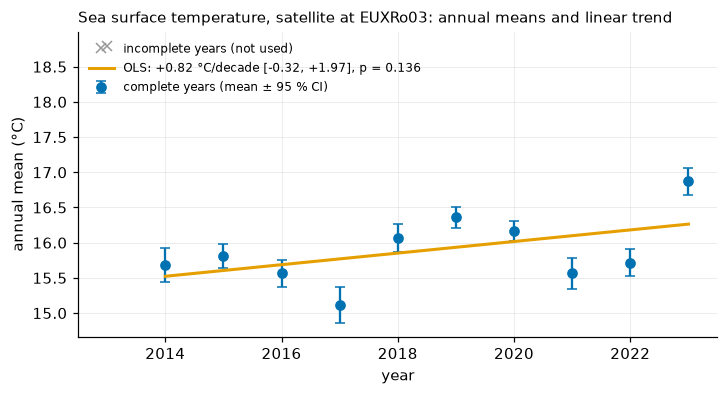 Sea surface temperature, satellite at EUXRo03: annual means and linear trend
incomplete years (not used)
OLS: +0.82 °C/decade [-0.32, +1.97], p = 0.136
complete years (mean ± 95 % CI)
annual mean (°C)
18.5
18.0
17.5
17.0
16.5
16.0
15.5
15.0
2014 2016 2018 2020 2022
year